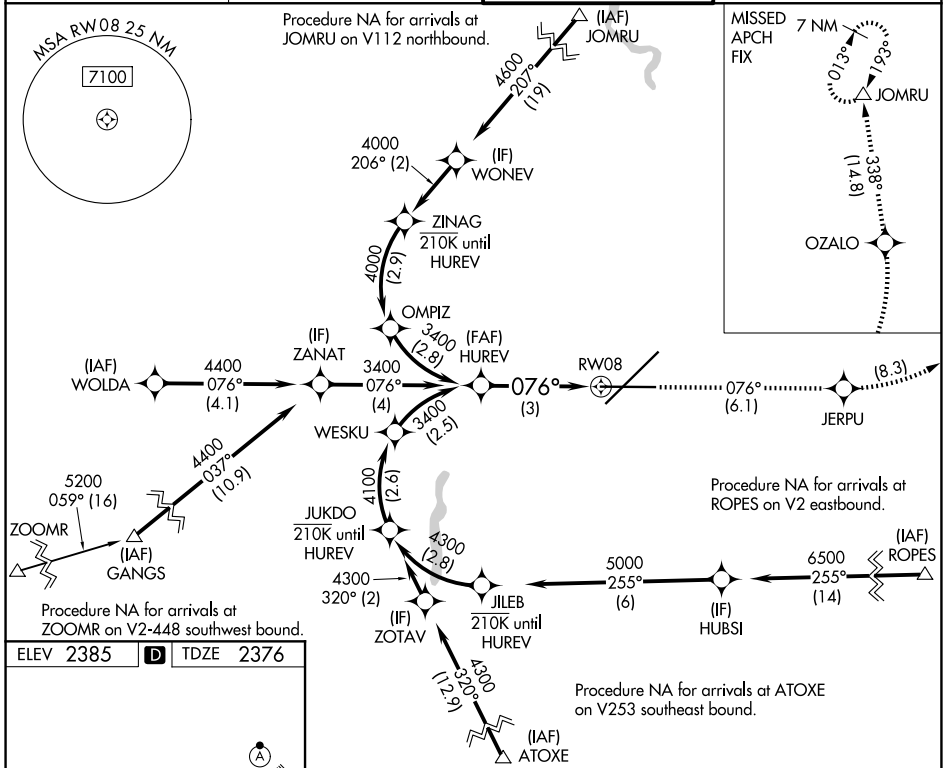 MSA RW08 25 NM
7100
Procedure NA for arrivals at
JOMRU on V112 northbound.
(IAF)
JOMRU
4600
207°
(19)
MISSED
APCH
FIX
7 NM
013°
193°
JOMRU
338°
(14.8)
OZALO
4000
206° (2)
(IF)
WONEV
ZINAG
210K until
HUREV
4000
(2.9)
OMPIZ
3400
(2.8)
(IAF)
WOLDA
4400
076°
(4.1)
(IF)
ZANAT
3400
076°
(4)
(FAF)
HUREV
076°
(3)
RW08
076°
(6.1)
JERPU
(8.3)
WESKU
3400
(2.5)
4400
037°
(10.9)
5200
059° (16)
ZOOMR
(IAF)
GANGS
Procedure NA for arrivals at
ZOOMR on V2-448 southwest bound.
4100
(2.6)
JUKDO
210K until
HUREV
4300
(2.8)
4300
320° (2)
(IF)
ZOTAV
JILEB
210K until
HUREV
5000
255°
(6)
(IF)
HUBSI
6500
255°
(14)
(IAF)
ROPES
Procedure NA for arrivals at
ROPES on V2 eastbound.
4300
320°
(12.9)
(IAF)
ATOXE
Procedure NA for arrivals at ATOXE
on V253 southeast bound.
ELEV 2385 D TDZE 2376
A